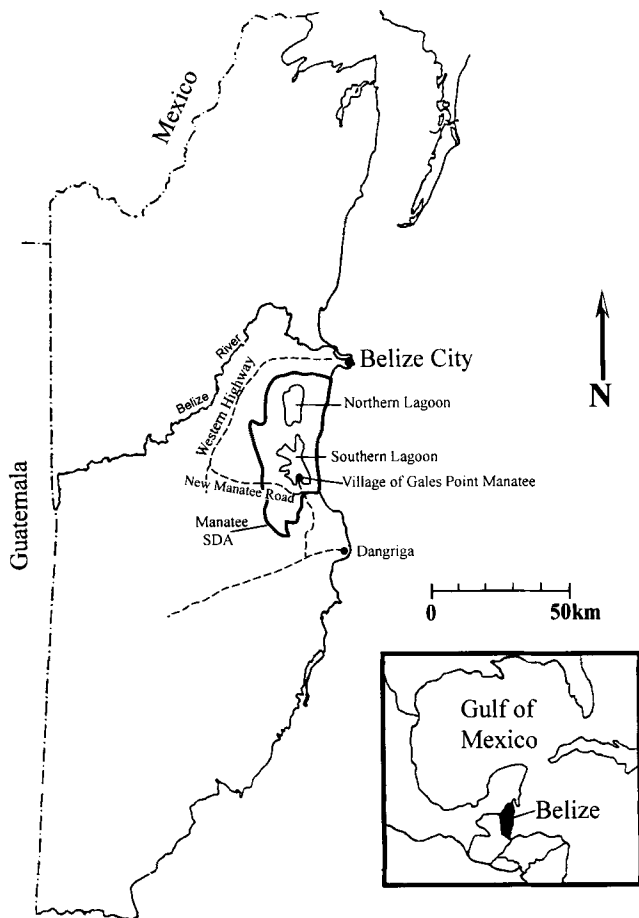 Mexico
Guatemala
Belize River
Western Highway
Belize City
N
Northern Lagoon
Southern Lagoon
Village of Gales Point Manatee
New Manatee Road
Manatee
SDA
Dangriga
0 50km
Gulf of
Mexico
Belize